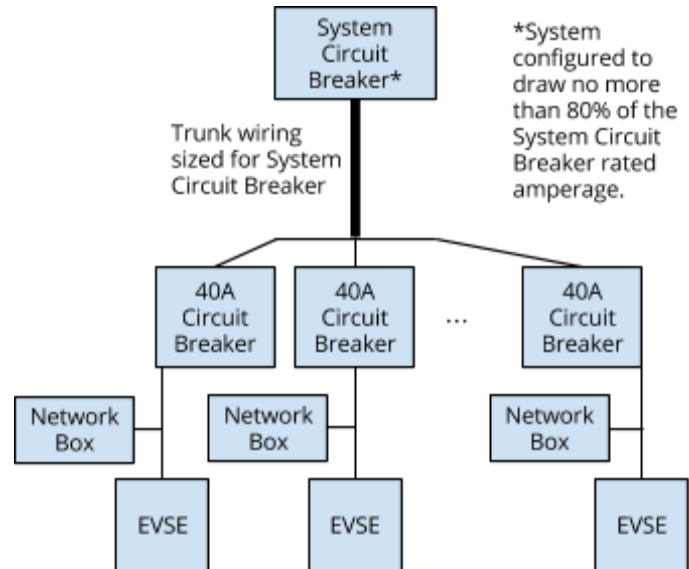 System
Circuit
Breaker*
*System
configured to
draw no more
than 80% of the
System Circuit
Breaker rated
amperage.
Trunk wiring
sized for System
Circuit Breaker
40A
Circuit
Breaker
40A
Circuit
Breaker
...
40A
Circuit
Breaker
Network
Box
Network
Box
Network
Box
EVSE
EVSE
EVSE